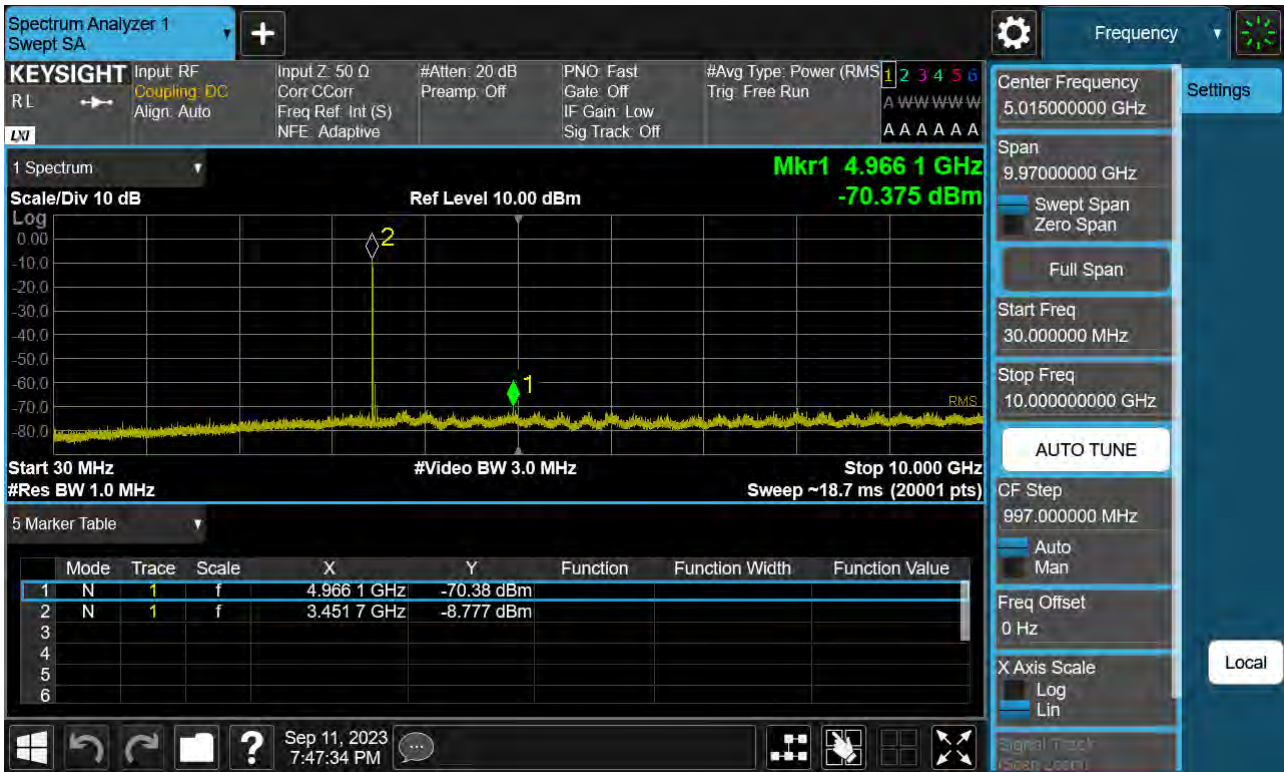 Spectrum Analyzer 1
Swept SA
+
Frequency
KEYSIGHT
RL
LXI
Input: RF
Coupling: DC
Align: Auto
Input Z: 50 Ω
Corr CCorr
Freq Ref: Int (S)
NFE: Adaptive
#Atten: 20 dB
Preamp: Off
PNO: Fast
Gate: Off
IF Gain: Low
Sig Track: Off
#Avg Type: Power (RMS
Trig: Free Run
1 2 3 4 5 6
A W W W W W
A A A A A A
1 Spectrum
Mkr1 4.966 1 GHz
-70.375 dBm
Scale/Div 10 dB
Ref Level 10.00 dBm
Log
0.00
-10.0
-20.0
-30.0
-40.0
-50.0
-60.0
-70.0
-80.0
2
1
RMS
Start 30 MHz
#Video BW 3.0 MHz
Stop 10.000 GHz
#Res BW 1.0 MHz
Sweep ~18.7 ms (20001 pts)
5 Marker Table
Mode Trace Scale X Y Function Function Width Function Value
1 N 1 f 4.966 1 GHz -70.38 dBm
2 N 1 f 3.451 7 GHz -8.777 dBm
3
4
5
6
Sep 11, 2023
7:47:34 PM
?
Center Frequency
5.015000000 GHz
Span
9.97000000 GHz
Swept Span
Zero Span
Full Span
Start Freq
30.000000 MHz
Stop Freq
10.000000000 GHz
AUTO TUNE
CF Step
997.000000 MHz
Auto
Man
Freq Offset
0 Hz
X Axis Scale
Log
Lin
Signal Track
(Span Zoom)
Settings
Local